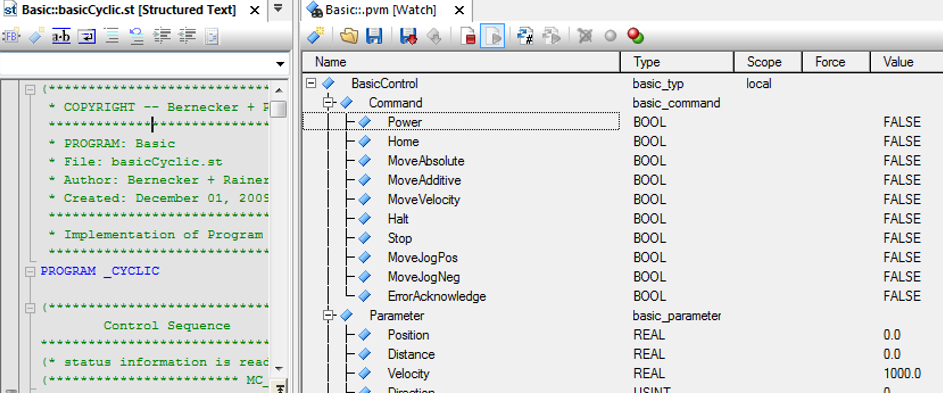 Basic::basicCyclic.st [Structured Text]
(*****************************
* COPYRIGHT -- Bernecker +
*****************************
* PROGRAM: Basic
* File: basicCyclic.st
* Author: Bernecker + Rainer
* Created: December 01, 2009
*****************************
* Implementation of Program
*****************************
PROGRAM _CYCLIC
(*****************************
Control Sequence
*****************************
(* status information is read
(************************* MC_
Basic::.pvm [Watch]
Name Type Scope Force Value
BasicControl basic_typ local
Command basic_command
Power BOOL FALSE
Home BOOL FALSE
MoveAbsolute BOOL FALSE
MoveAdditive BOOL FALSE
MoveVelocity BOOL FALSE
Halt BOOL FALSE
Stop BOOL FALSE
MoveJogPos BOOL FALSE
MoveJogNeg BOOL FALSE
ErrorAcknowledge BOOL FALSE
Parameter basic_parameter
Position REAL 0.0
Distance REAL 0.0
Velocity REAL 1000.0
Direction USINT 0